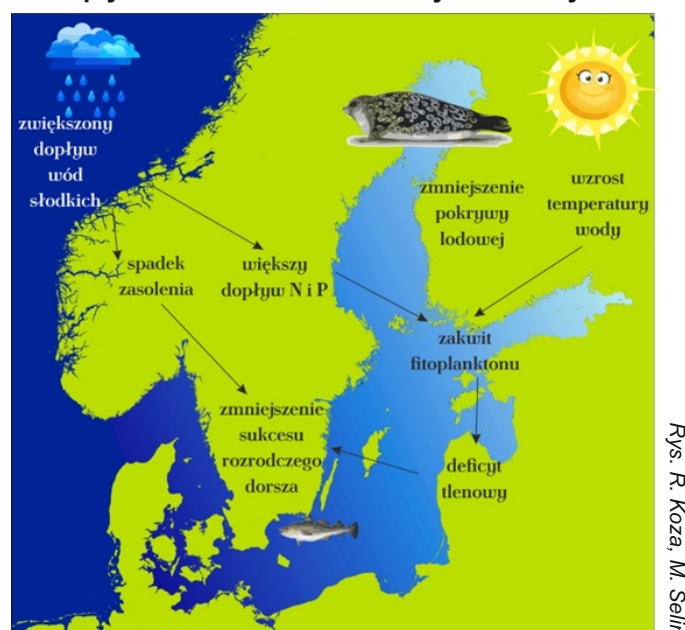 zwiększony
dopływ
wód
słodkich
zmniejszenie
pokrywy
lodowej
wzrost
temperatury
wody
spadek
zasolenia
większy
dopływ N i P
zakwit
fitoplanktonu
zmniejszenie
sukcesu
rozrodczego
dorsza
deficyt
tlenowy
Rys. R. Koza, M. Selin